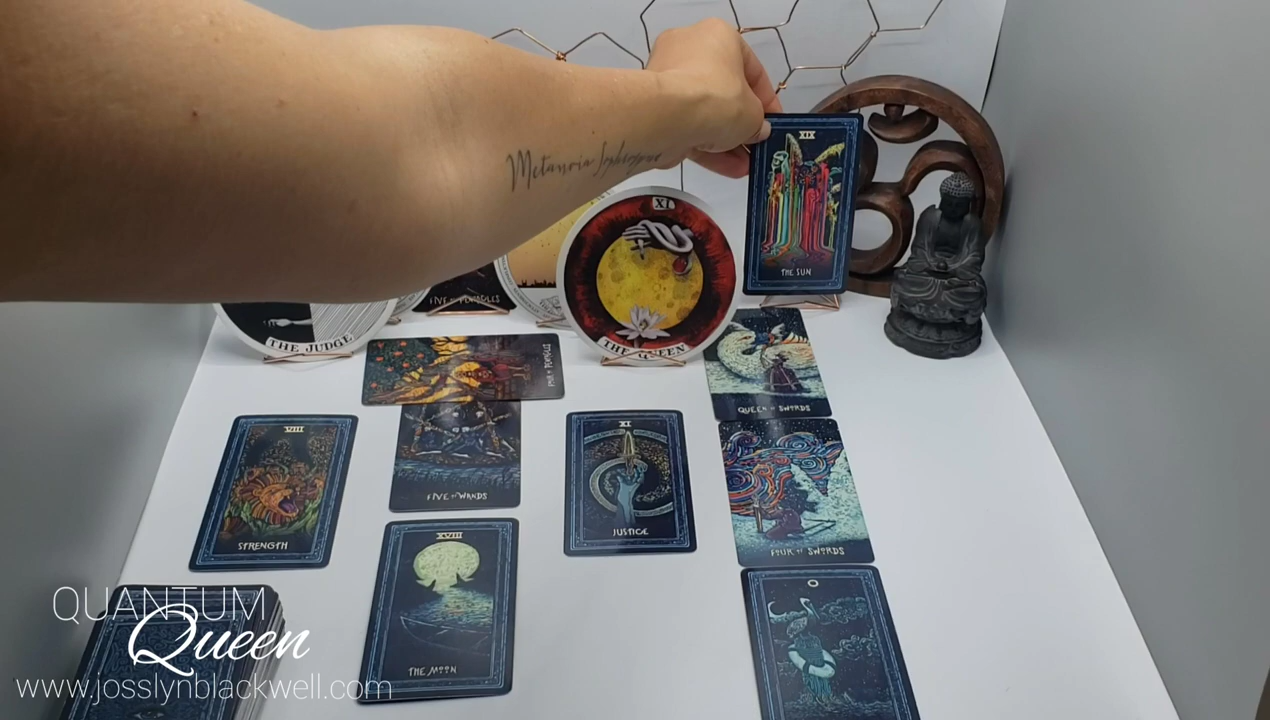 XIX
THE SUN
Metanoia
XI
THE QUEEN
FIVE OF PENTACLES
THE JUDGE
QUEEN OF SWORDS
VIII
STRENGTH
FIVE OF WANDS
XI
JUSTICE
FOUR OF SWORDS
XVIII
THE MOON
0
QUANTUM
Queen
www.josslynblackwell.com